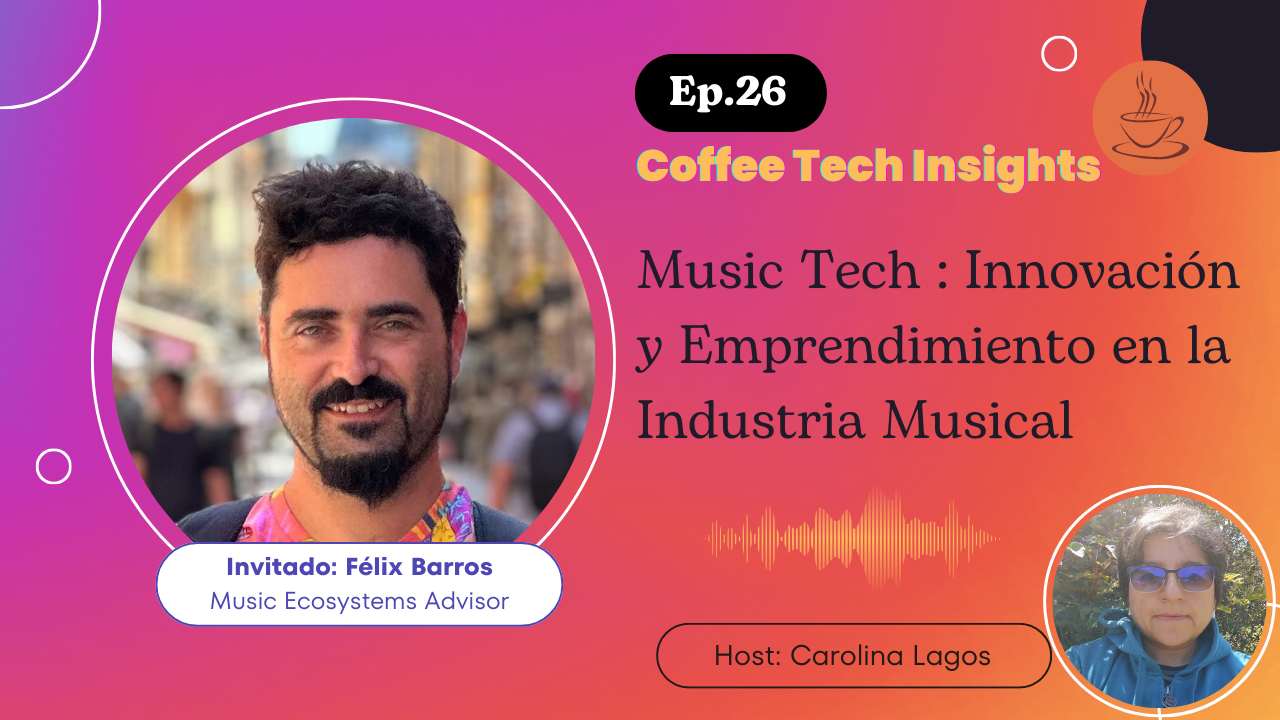 Ep.26
Coffee Tech Insights
Music Tech : Innovación
y Emprendimiento en la
Industria Musical
Invitado: Félix Barros
Music Ecosystems Advisor
Host: Carolina Lagos